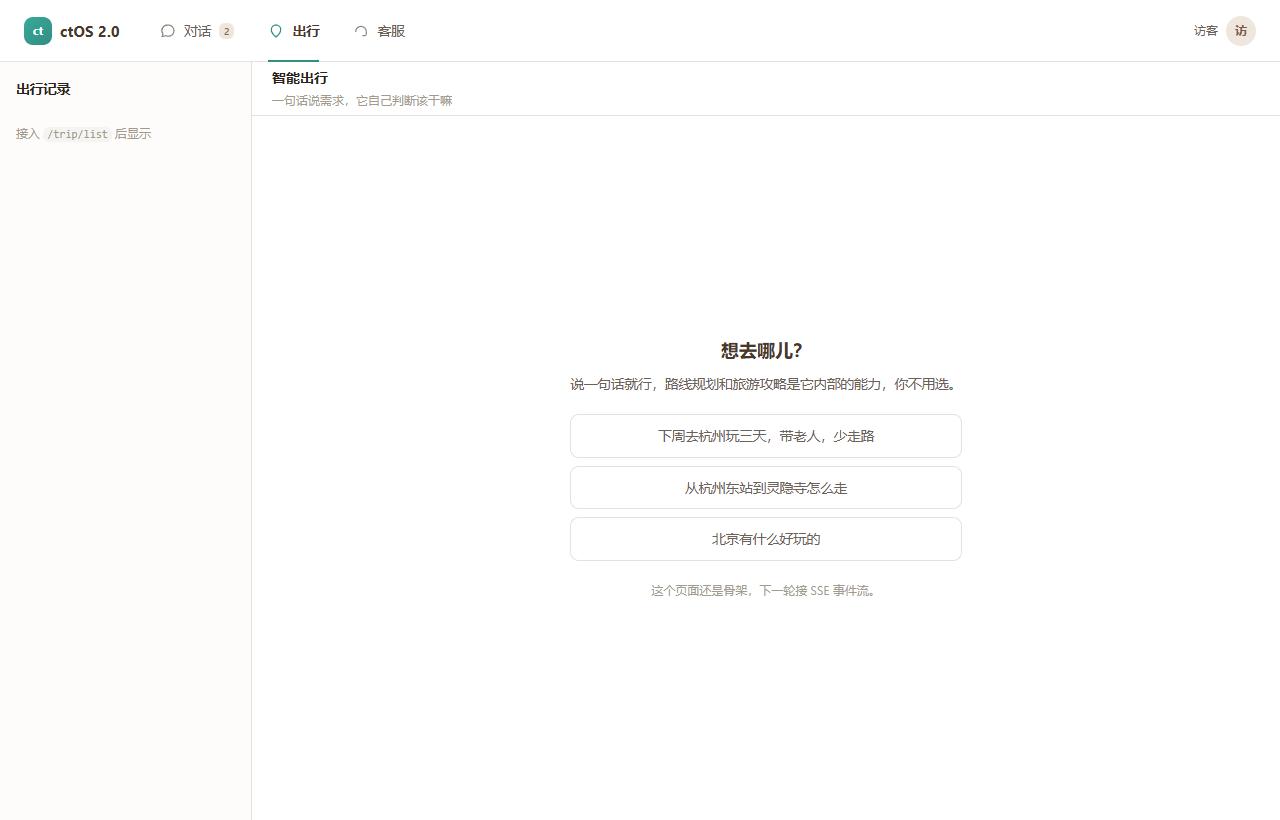 ct ctOS 2.0 对话 2 出行 客服 访客 访
出行记录
接入 /trip/list 后显示
智能出行
一句话说需求，它自己判断该干嘛
想去哪儿？
说一句话就行，路线规划和旅游攻略是它内部的能力，你不用选。
下周去杭州玩三天，带老人，少走路
从杭州东站到灵隐寺怎么走
北京有什么好玩的
这个页面还是骨架，下一轮接 SSE 事件流。